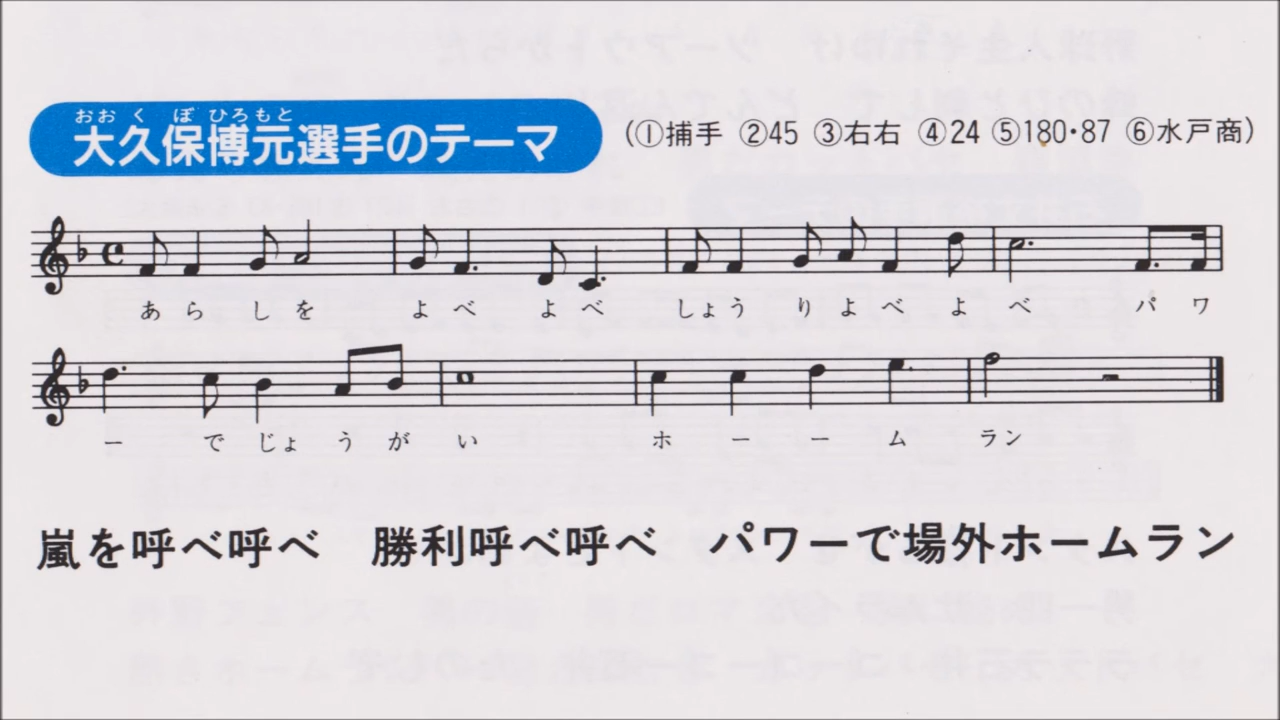 おおくぼひろもと
大久保博元選手のテーマ (①捕手 ②45 ③右右 ④24 ⑤180・87 ⑥水戸商)
あらしを よべ よべ しょうりよべよべ パワ
ーでじょうがい ホーーム ラン
嵐を呼べ呼べ 勝利呼べ呼べ パワーで場外ホームラン